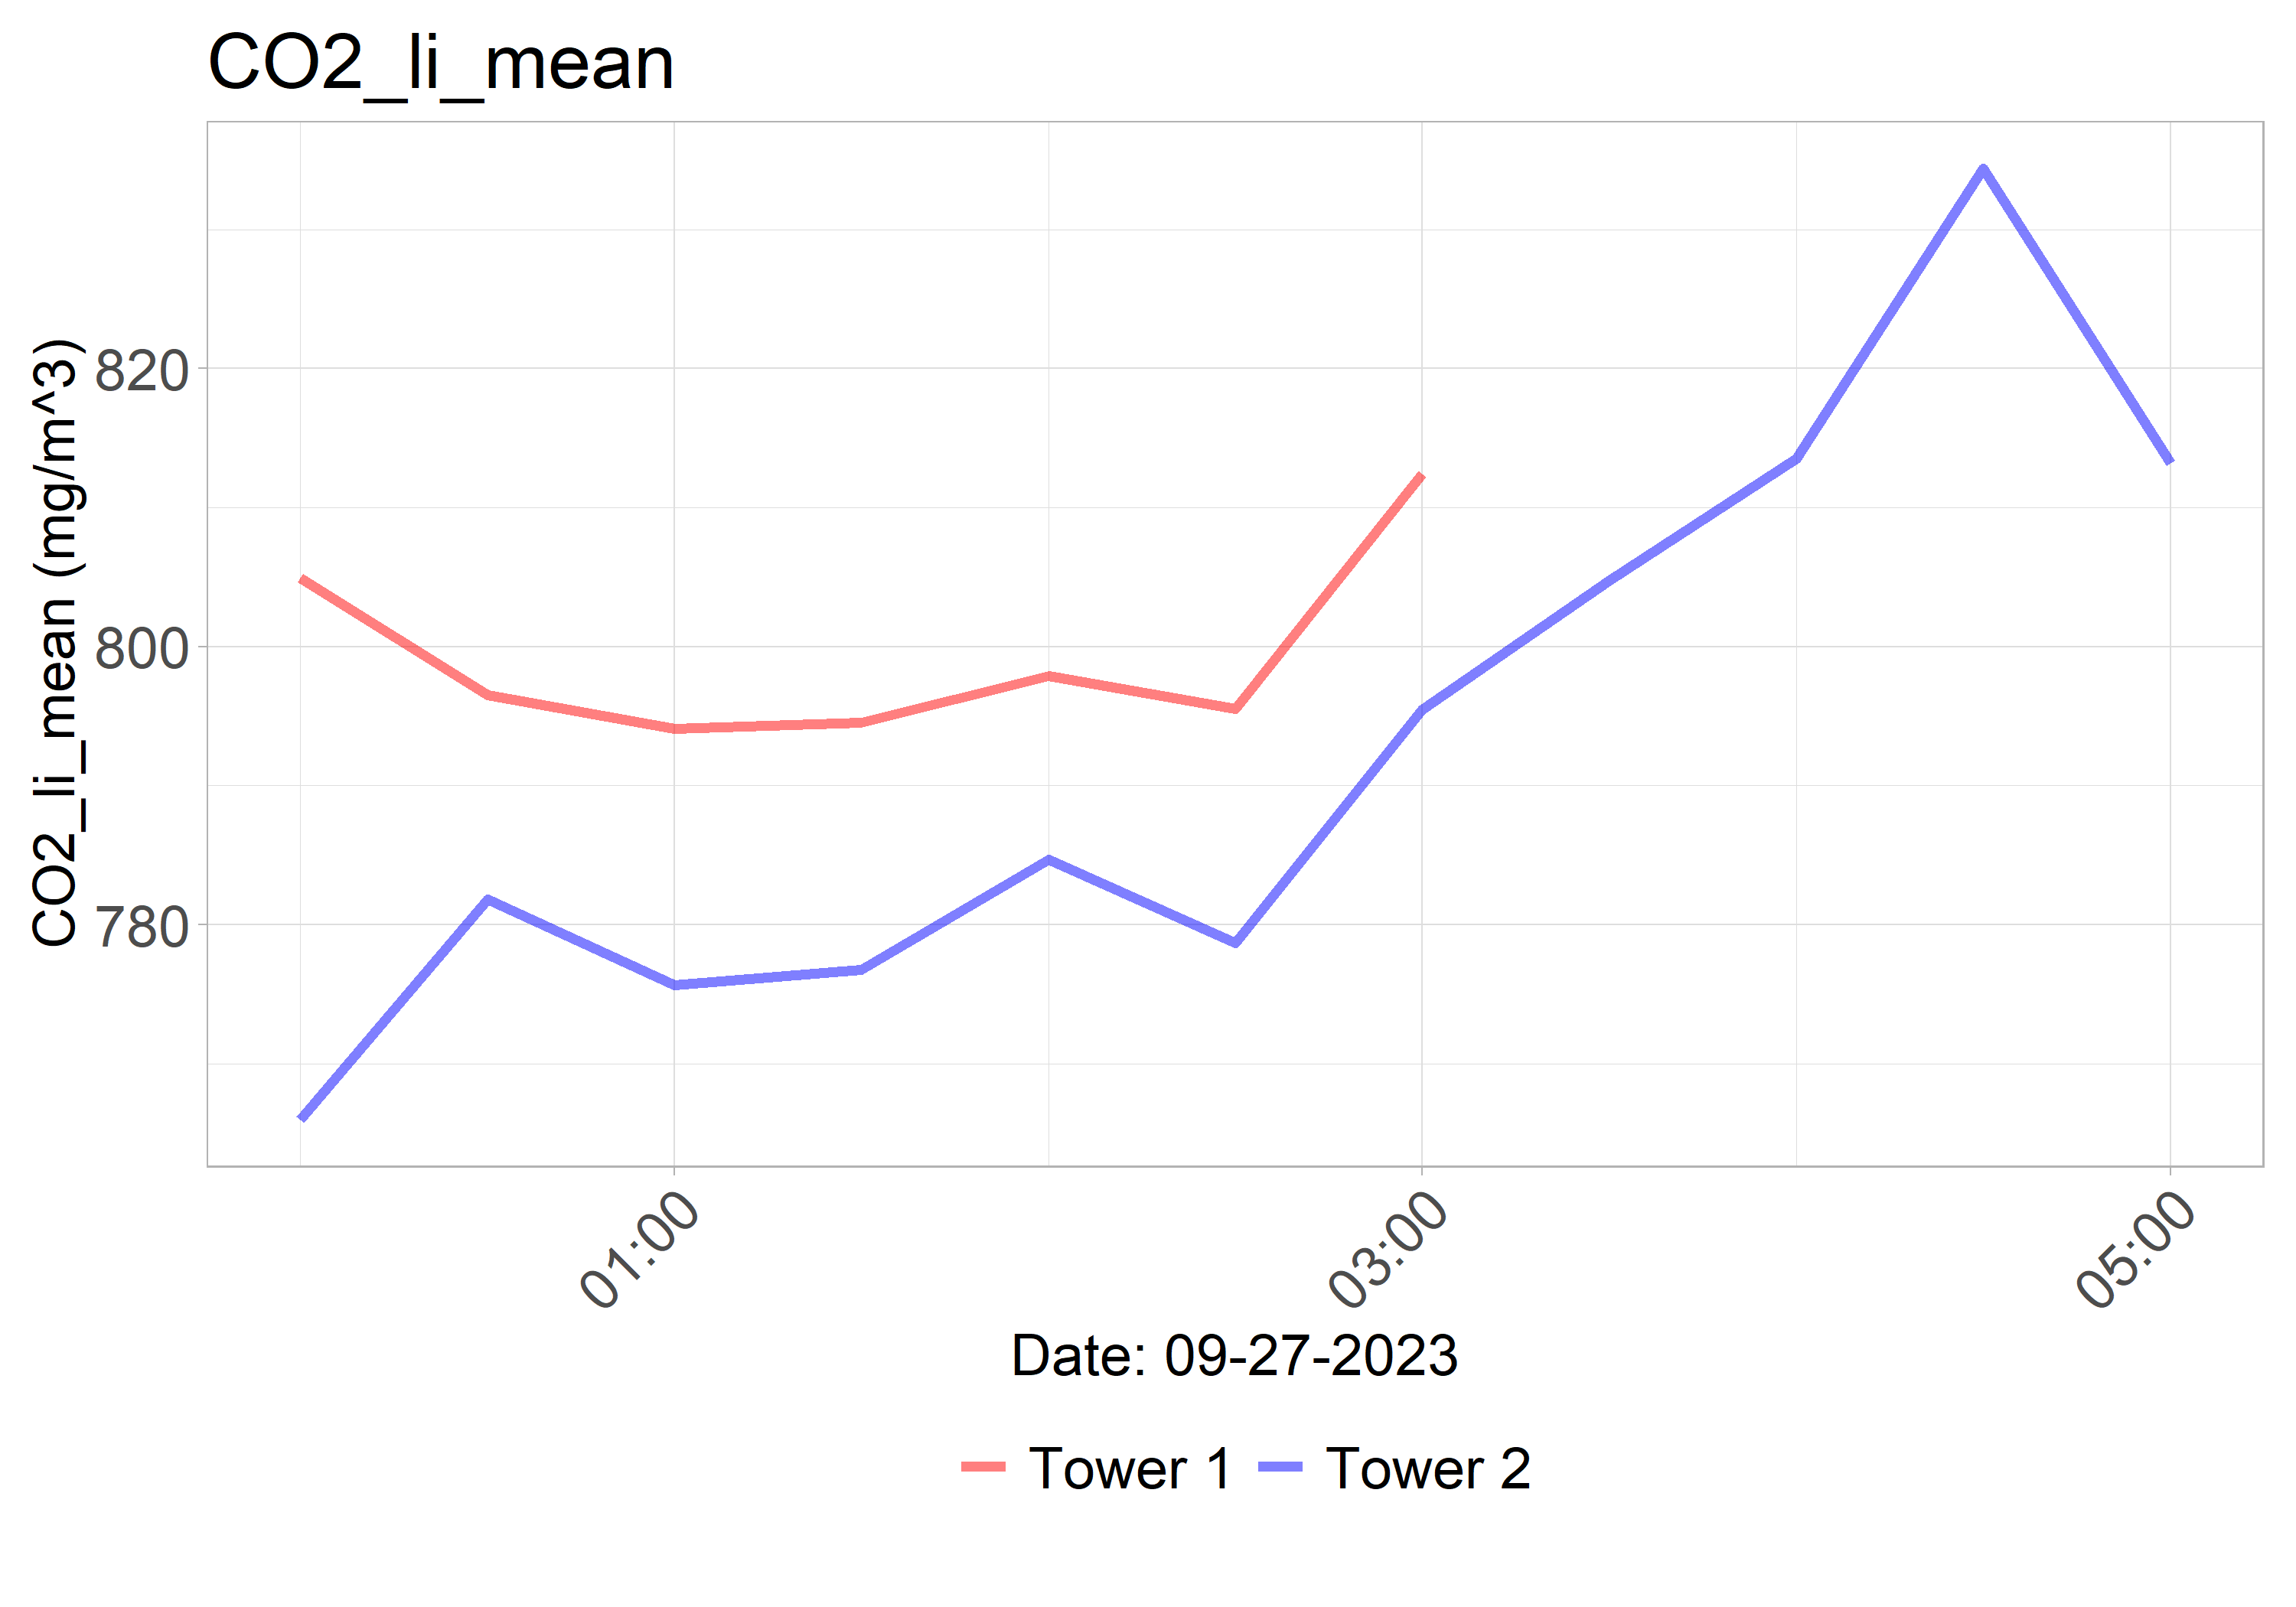 CO2_li_mean
CO2_li_mean (mg/m^3)
820
800
780
01:00
03:00
05:00
Date: 09-27-2023
Tower 1
Tower 2